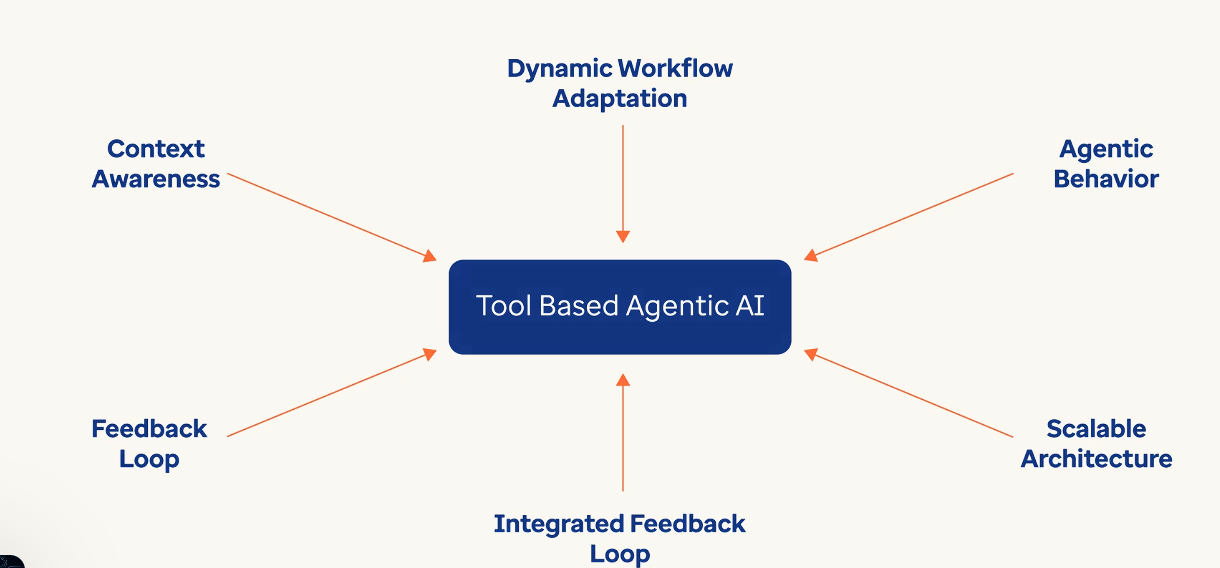 Dynamic Workflow
Adaptation
Context
Awareness
Agentic
Behavior
Tool Based Agentic AI
Feedback
Loop
Scalable
Architecture
Integrated Feedback
Loop